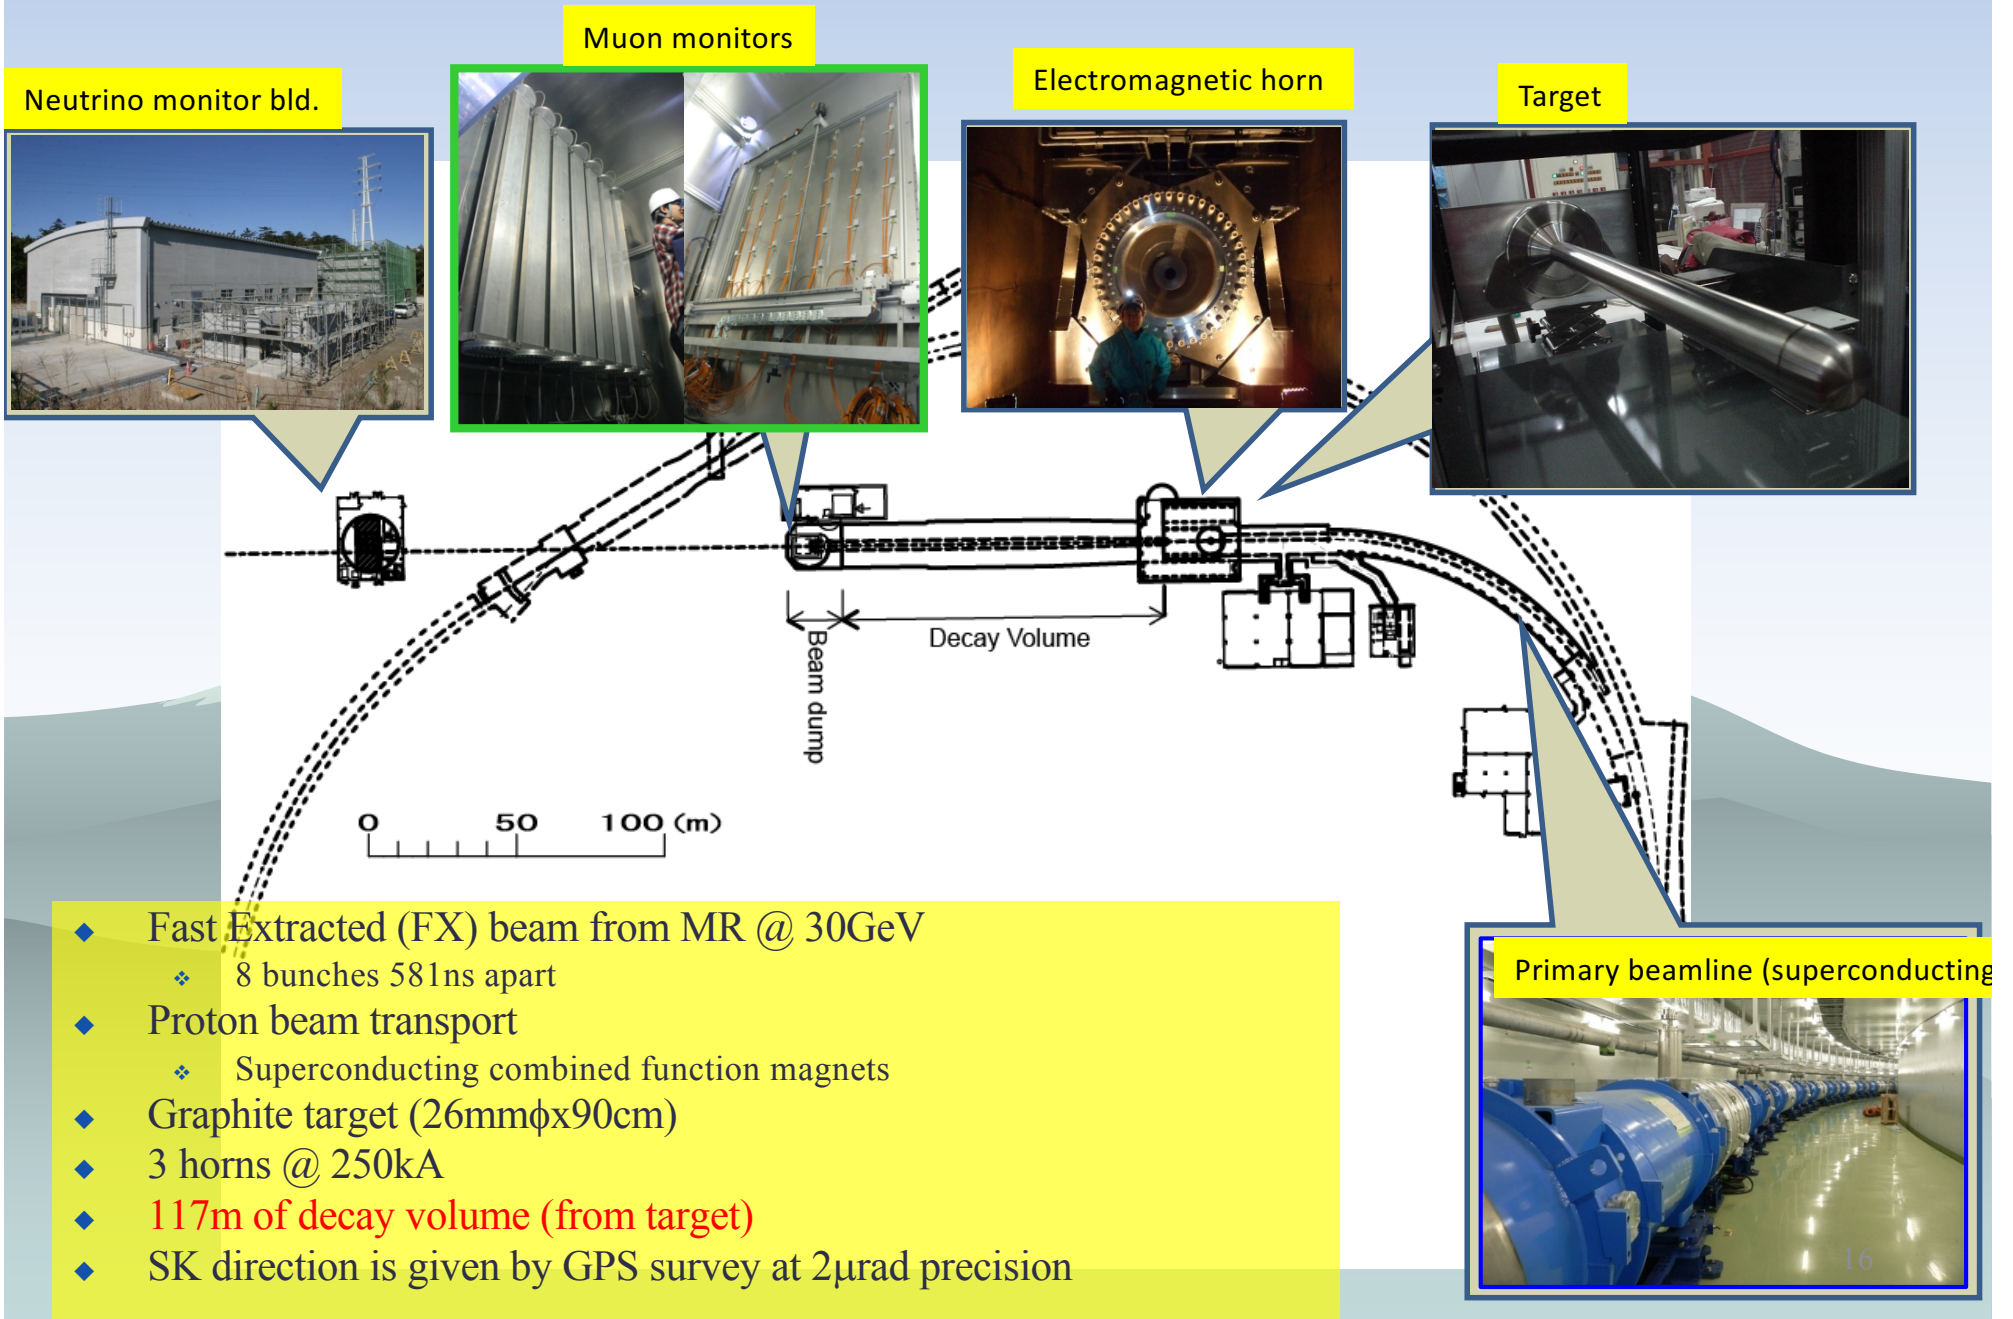 Muon monitors
Neutrino monitor bld.
Electromagnetic horn
Target
Decay Volume
Beam dump
0 50 100 (m)
Fast Extracted (FX) beam from MR @ 30GeV
8 bunches 581ns apart
Proton beam transport
Superconducting combined function magnets
Graphite target (26mmϕx90cm)
3 horns @ 250kA
117m of decay volume (from target)
SK direction is given by GPS survey at 2μrad precision
Primary beamline (superconducting
16